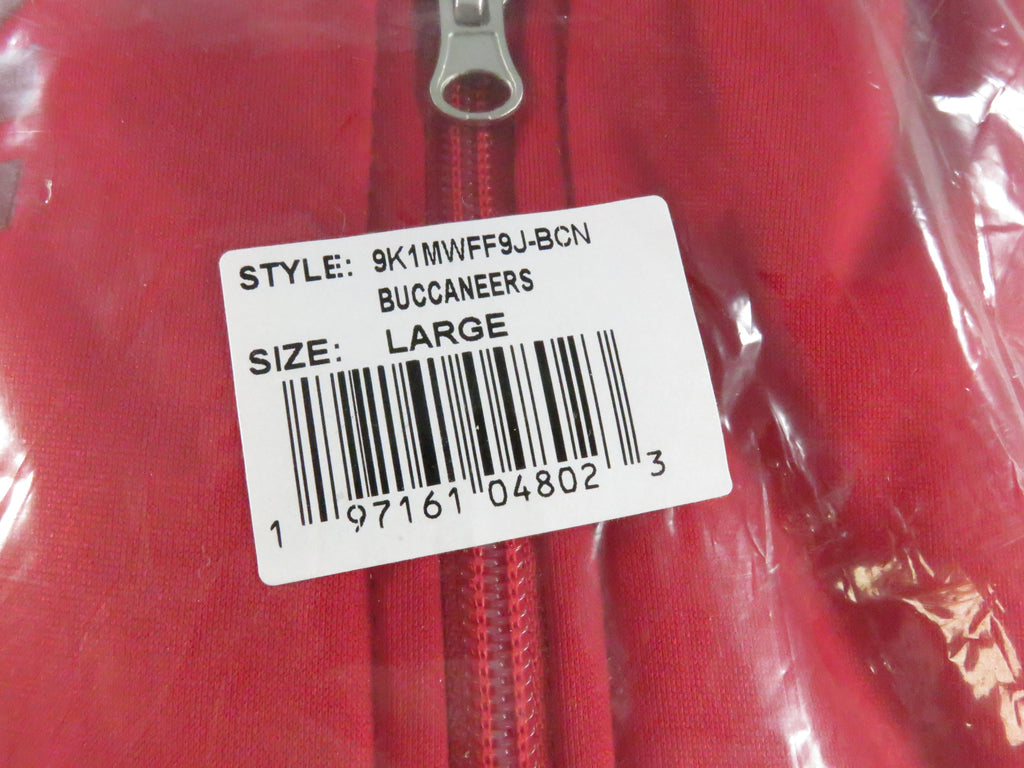 STYLE: 9K1MWFF9J-BCN
BUCCANEERS
SIZE: LARGE
1 97161 04802 3